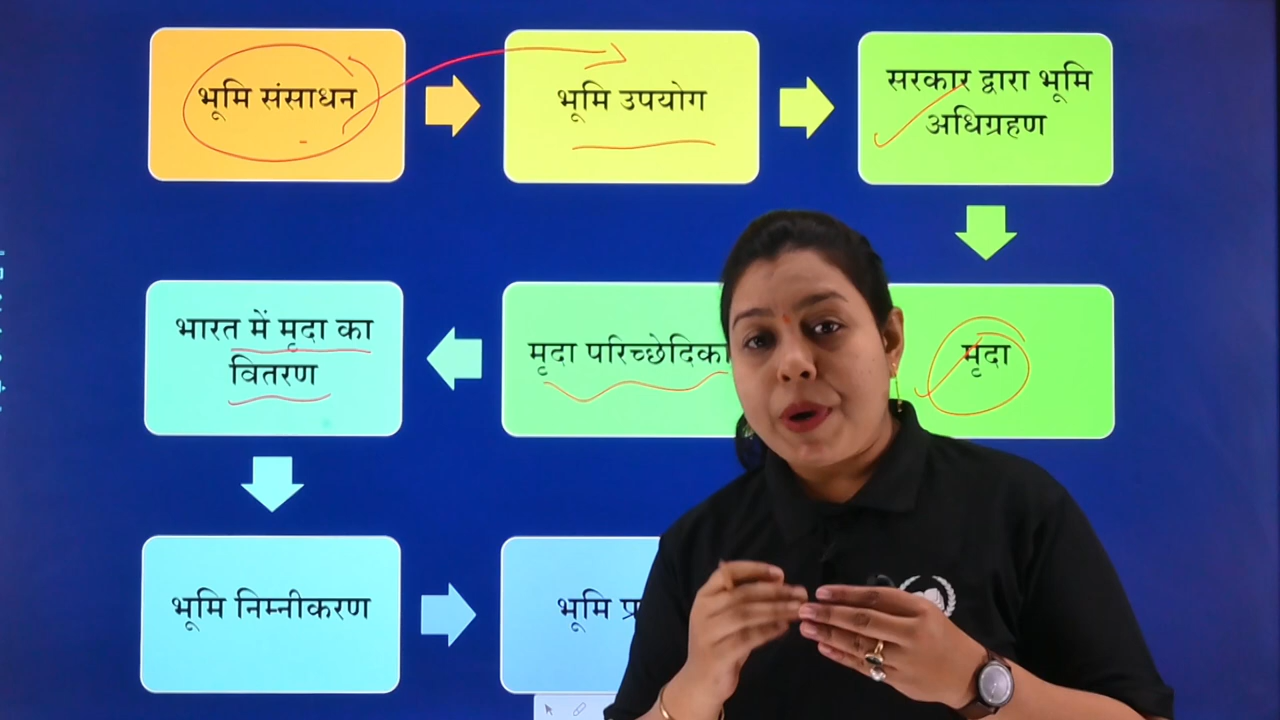 भूमि संसाधन
भूमि उपयोग
सरकार द्वारा भूमि
अधिग्रहण
भारत में मृदा का
वितरण
मृदा परिच्छेदिका
मृदा
भूमि निम्नीकरण
भूमि